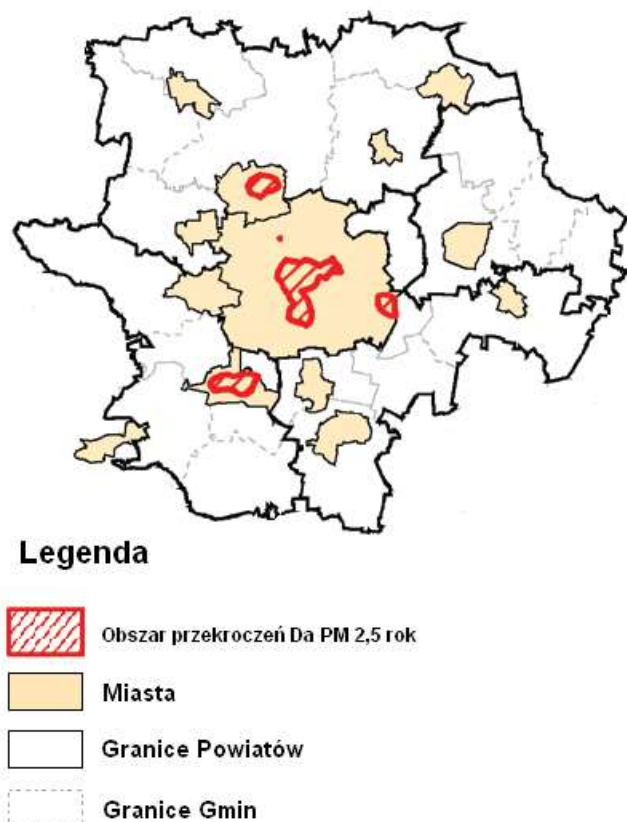 Legenda
Obszar przekroczeń Da PM 2,5 rok
Miasta
Granice Powiatów
Granice Gmin